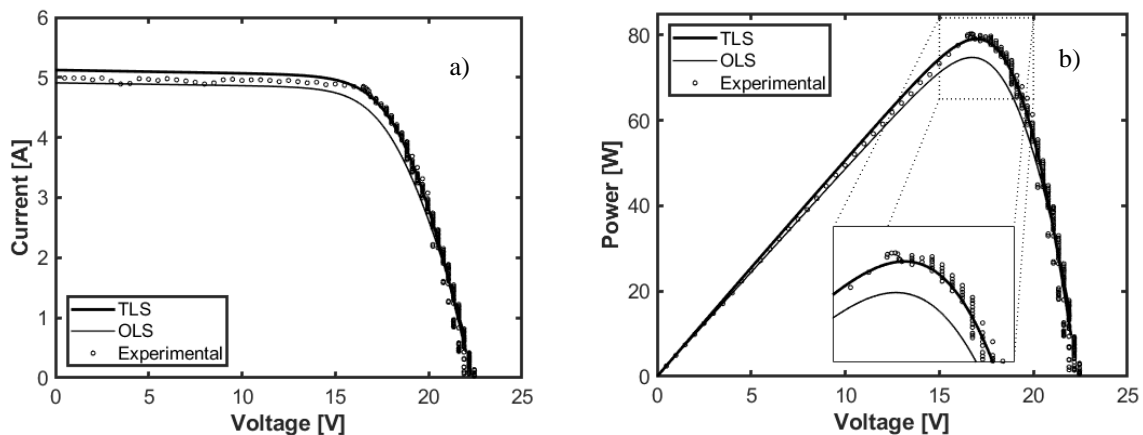 6
5
4
3
2
1
0
0
5
10
15
20
25
Current [A]
Voltage [V]
a)
TLS
OLS
Experimental
80
60
40
20
0
0
5
10
15
20
25
Power [W]
Voltage [V]
b)
TLS
OLS
Experimental